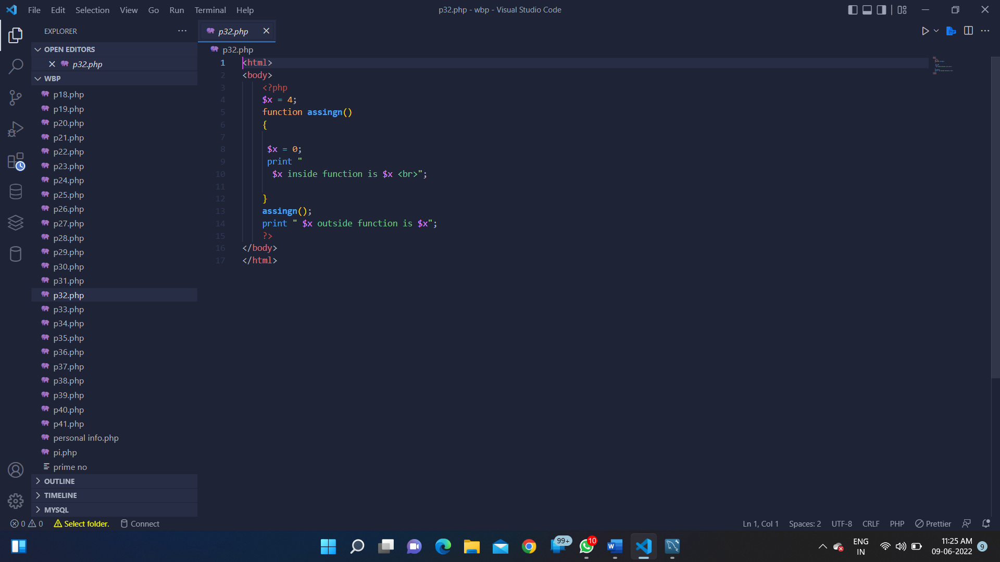 File Edit Selection View Go Run Terminal Help
p32.php - wbp - Visual Studio Code
EXPLORER
OPEN EDITORS
p32.php
WBP
p18.php
p19.php
p20.php
p21.php
p22.php
p23.php
p24.php
p25.php
p26.php
p27.php
p28.php
p29.php
p30.php
p31.php
p32.php
p33.php
p34.php
p35.php
p36.php
p37.php
p38.php
p39.php
p40.php
p41.php
personal info.php
pi.php
prime no
OUTLINE
TIMELINE
MYSQL
p32.php
p32.php
1 <html>
2 <body>
3 <?php
4 $x = 4;
5 function assingn()
6 {
7
8 $x = 0;
9 print "
10 $x inside function is $x <br>";
11
12 }
13 assingn();
14 print " $x outside function is $x";
15 ?>
16 </body>
17 </html>
0 0 Select folder. Connect
Ln 1, Col 1 Spaces: 2 UTF-8 CRLF PHP Prettier
99+
10
W
ENG
IN
11:25 AM
09-06-2022
9